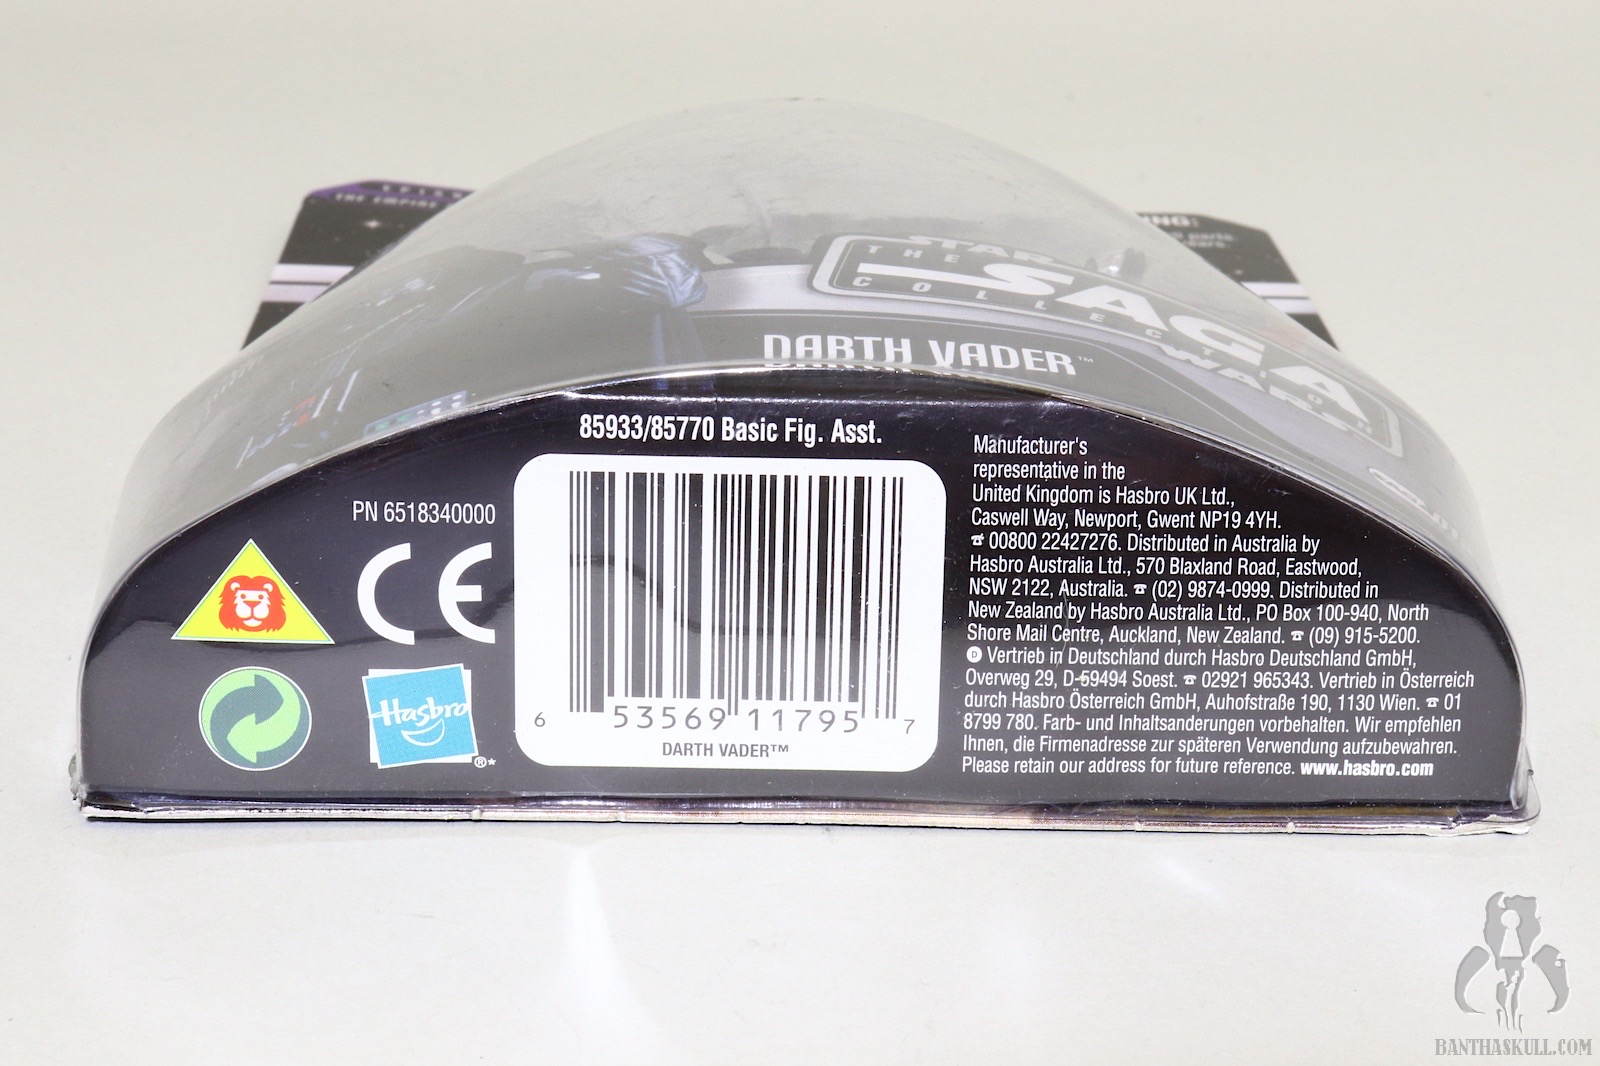 THE EMPIRE
STAR
WARS
THE
SAGA
COLLECTION
DARTH VADER™
85933/85770 Basic Fig. Asst.
PN 6518340000
CE
Hasbro
®*
6 53569 11795 7
DARTH VADER™
Manufacturer's
representative in the
United Kingdom is Hasbro UK Ltd.,
Caswell Way, Newport, Gwent NP19 4YH.
☎ 00800 22427276. Distributed in Australia by
Hasbro Australia Ltd., 570 Blaxland Road, Eastwood,
NSW 2122, Australia. ☎ (02) 9874-0999. Distributed in
New Zealand by Hasbro Australia Ltd., PO Box 100-940, North
Shore Mail Centre, Auckland, New Zealand. ☎ (09) 915-5200.
D Vertrieb in Deutschland durch Hasbro Deutschland GmbH,
Overweg 29, D-59494 Soest. ☎ 02921 965343. Vertrieb in Österreich
durch Hasbro Österreich GmbH, Auhofstraße 190, 1130 Wien. ☎ 01
8799 780. Farb- und Inhaltsanderungen vorbehalten. Wir empfehlen
Ihnen, die Firmenadresse zur späteren Verwendung aufzubewahren.
Please retain our address for future reference. www.hasbro.com
BANTHASKULL.COM